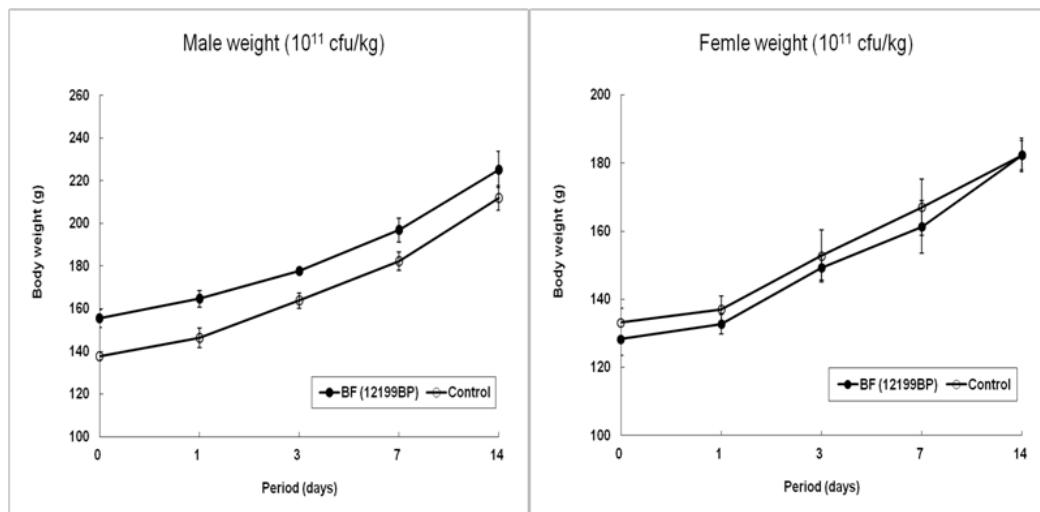 Male weight (10¹¹ cfu/kg)
260
240
220
200
180
160
140
120
100
Body weight (g)
BF (12199BP) Control
0 1 3 7 14
Period (days)
Femle weight (10¹¹ cfu/kg)
200
180
160
140
120
100
Body weight (g)
BF (12199BP) Control
0 1 3 7 14
Period (days)